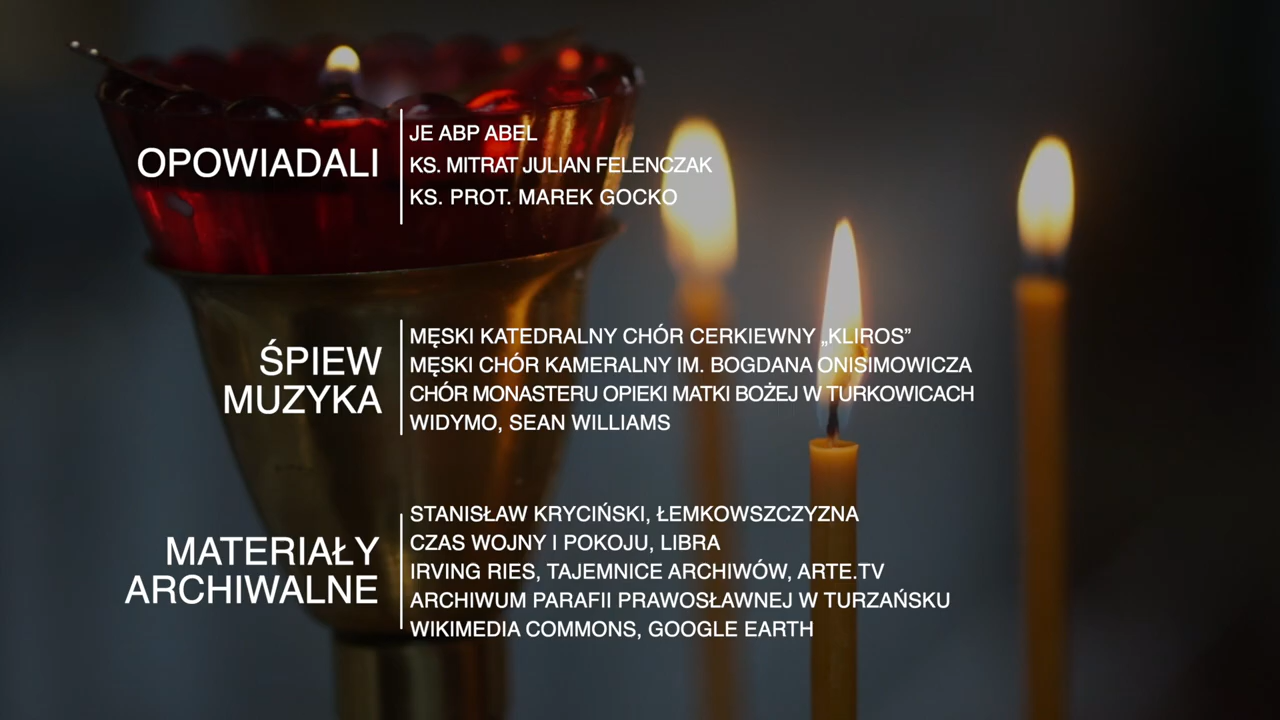 OPOWIADALI
JE ABP ABEL
KS. MITRAT JULIAN FELENCZAK
KS. PROT. MAREK GOCKO
ŚPIEW
MUZYKA
MĘSKI KATEDRALNY CHÓR CERKIEWNY „KLIROS”
MĘSKI CHÓR KAMERALNY IM. BOGDANA ONISIMOWICZA
CHÓR MONASTERU OPIEKI MATKI BOŻEJ W TURKOWICACH
WIDYMO, SEAN WILLIAMS
MATERIAŁY
ARCHIWALNE
STANISŁAW KRYCIŃSKI, ŁEMKOWSZCZYZNA
CZAS WOJNY I POKOJU, LIBRA
IRVING RIES, TAJEMNICE ARCHIWÓW, ARTE.TV
ARCHIWUM PARAFII PRAWOSŁAWNEJ W TURZAŃSKU
WIKIMEDIA COMMONS, GOOGLE EARTH